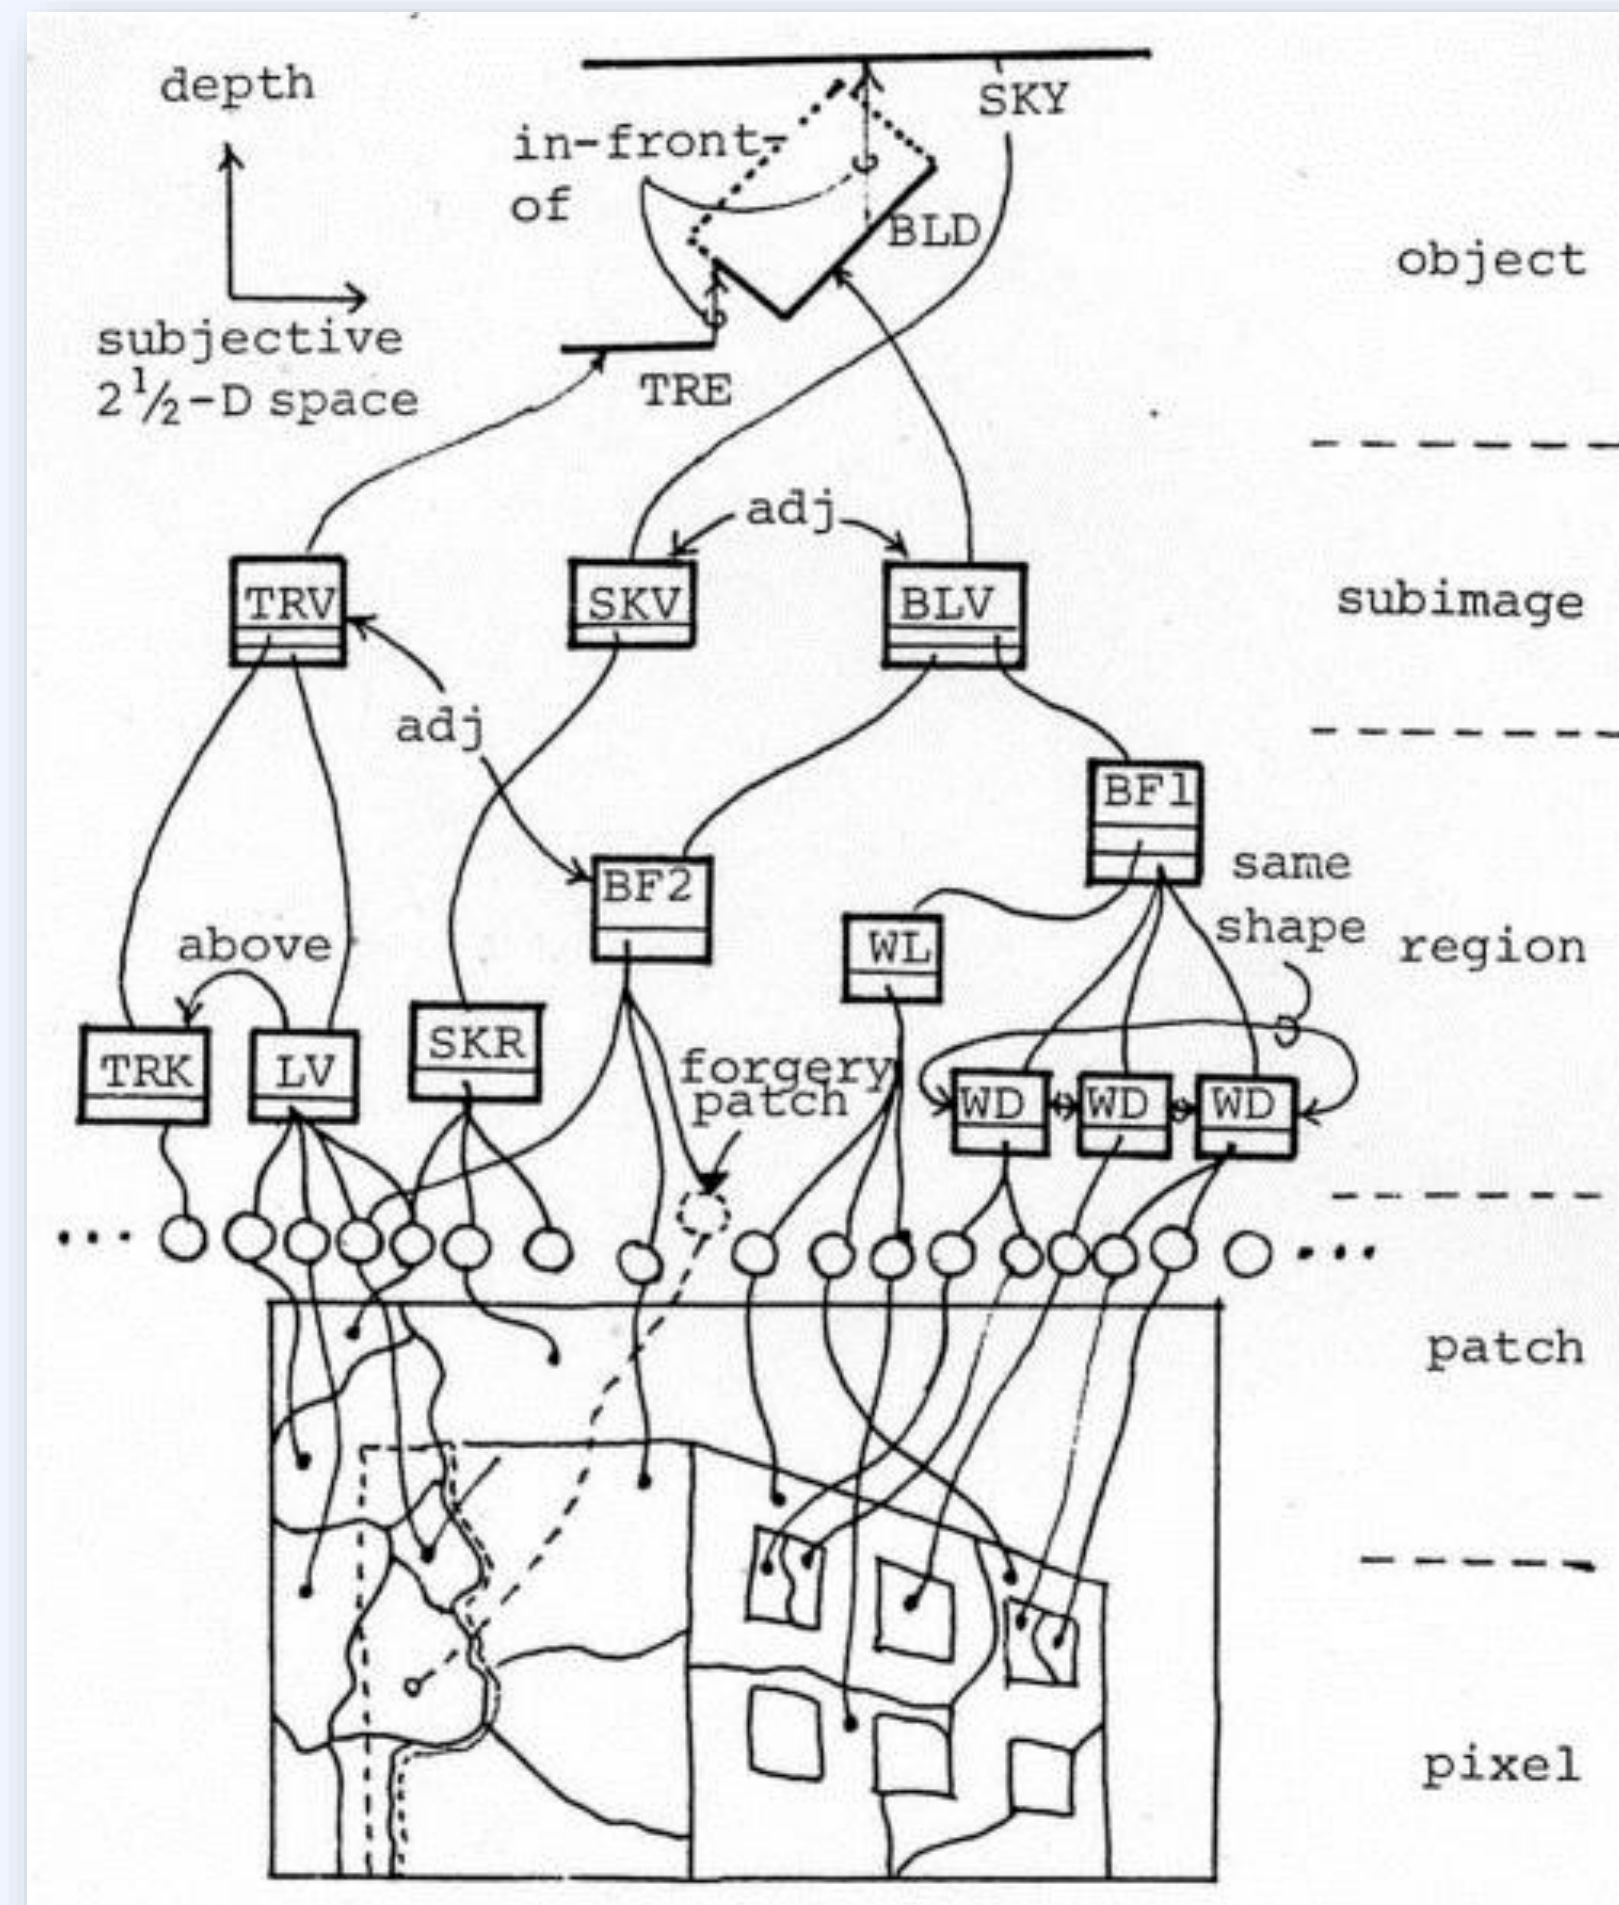 depth
SKY
in-front-
of
BLD
object
subjective
2½-D space
TRE
adj
TRV
SKV
BLV
subimage
adj
BF1
BF2
same
shape
above
WL
region
TRK
LV
SKR
forgery
patch
WD
WD
WD
patch
pixel